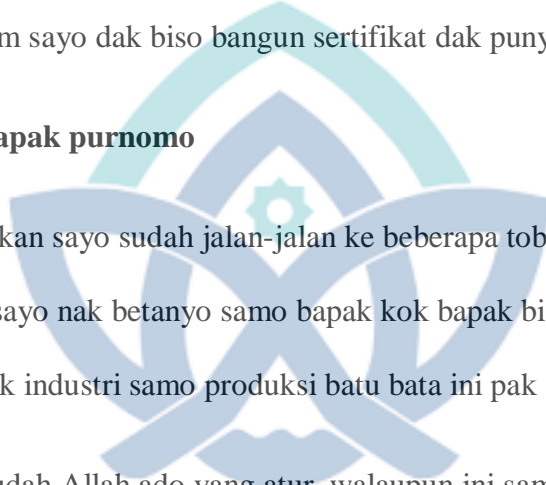 m sayo dak biso bangun sertifikat dak puny
apak purnomo
kan sayo sudah jalan-jalan ke beberapa tob
sayo nak betanyo samo bapak kok bapak bi
k industri samo produksi batu bata ini pak
udah Allah ado yang atur, walaupun ini sam